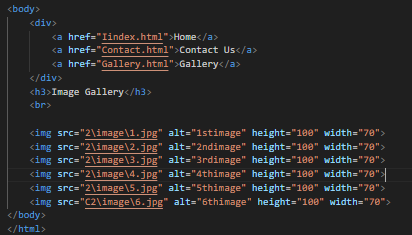 <body>
<div>
<a href="Iindex.html">Home</a>
<a href="Contact.html">Contact Us</a>
<a href="Gallery.html">Gallery</a>
</div>
<h3>Image Gallery</h3>
<br>
<img src="2\image\1.jpg" alt="1stimage" height="100" width="70">
<img src="2\image\2.jpg" alt="2ndimage" height="100" width="70">
<img src="2\image\3.jpg" alt="3rdimage" height="100" width="70">
<img src="2\image\4.jpg" alt="4thimage" height="100" width="70">
<img src="2\image\5.jpg" alt="5thimage" height="100" width="70">
<img src="C2\image\6.jpg" alt="6thimage" height="100" width="70">
</body>
</html>